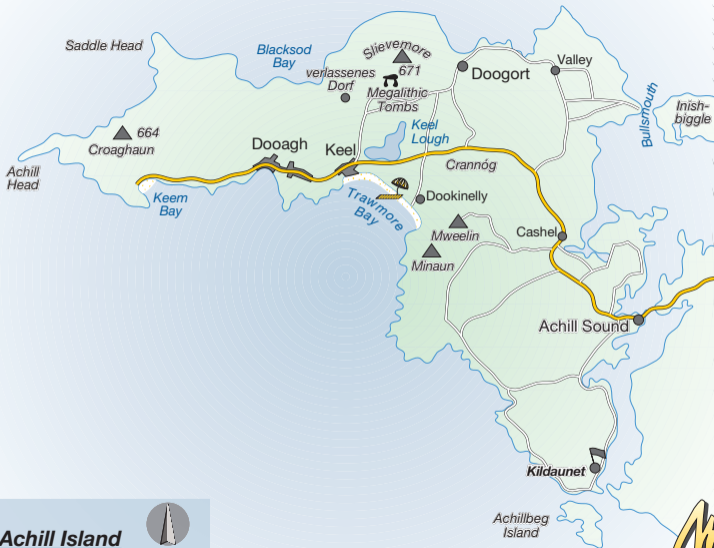 Saddle Head
Blacksod
Bay
Slievemore
671
verlassenes
Dorf
Megalithic
Tombs
Doogort
Valley
Bullsmouth
Inish-
biggle
664
Croaghaun
Achill
Head
Keem
Bay
Dooagh
Keel
Keel
Lough
Crannóg
Trawmore
Bay
Dookinelly
Mweelin
Minaun
Cashel
Achill Sound
Kildaunet
Achillbeg
Island
Achill Island